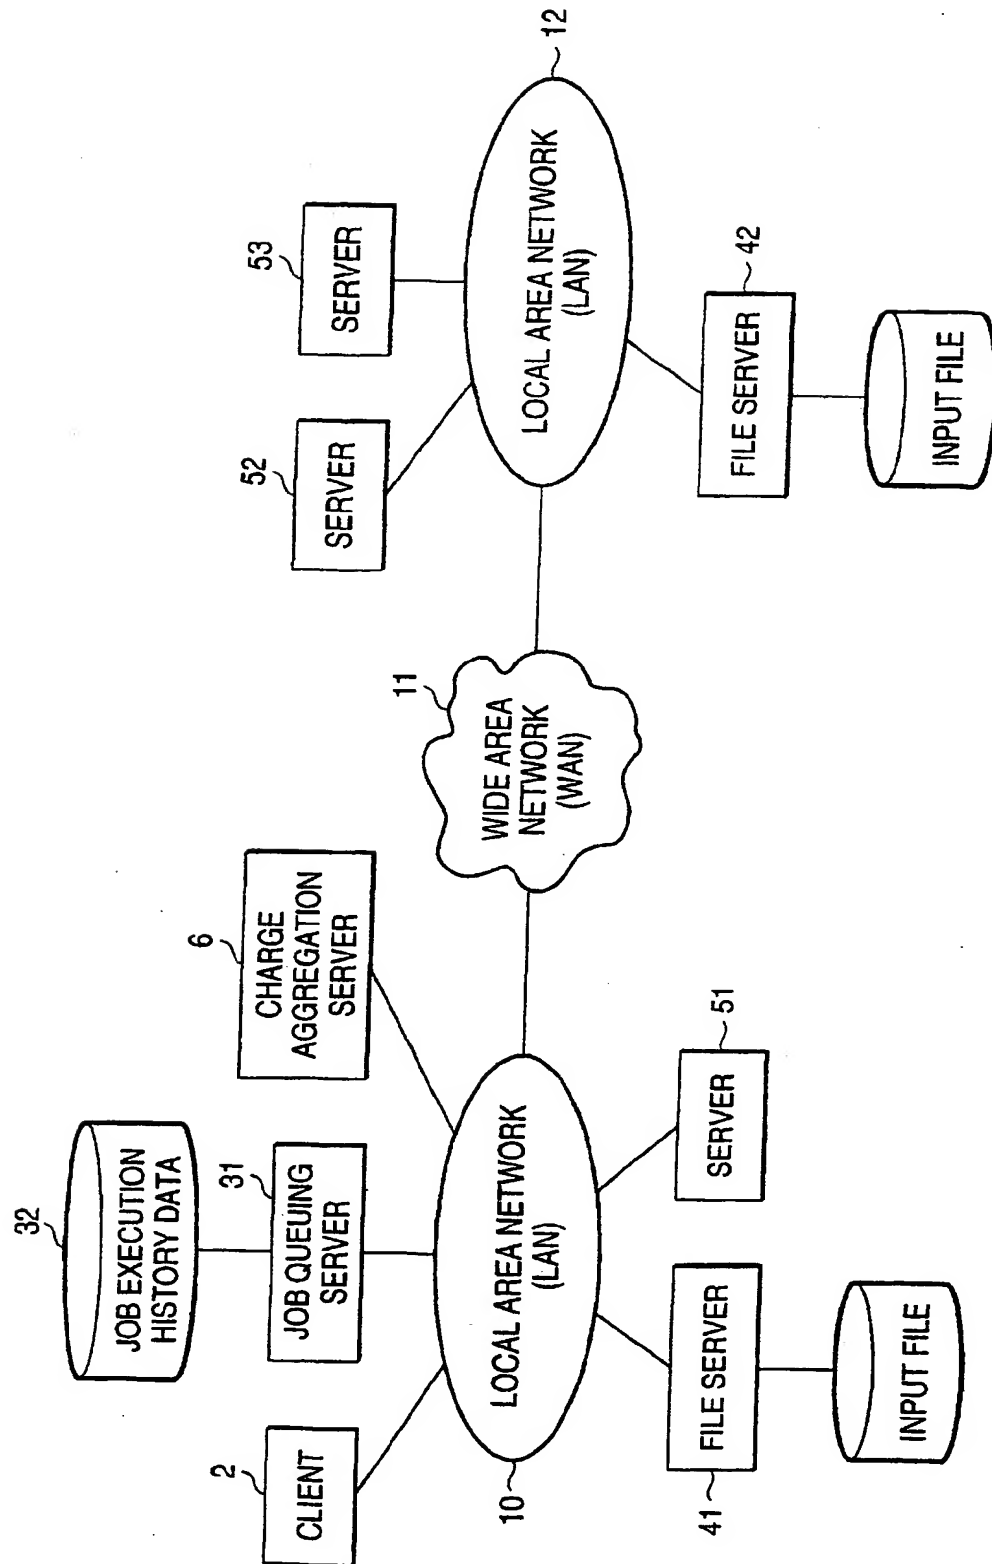 32
JOB EXECUTION
HISTORY DATA
2
CLIENT
31
JOB QUEUING
SERVER
6
CHARGE
AGGREGATION
SERVER
52
SERVER
53
SERVER
10
LOCAL AREA NETWORK
(LAN)
11
WIDE AREA
NETWORK
(WAN)
LOCAL AREA NETWORK
(LAN)
12
41
FILE SERVER
SERVER
51
FILE SERVER
42
INPUT FILE
INPUT FILE